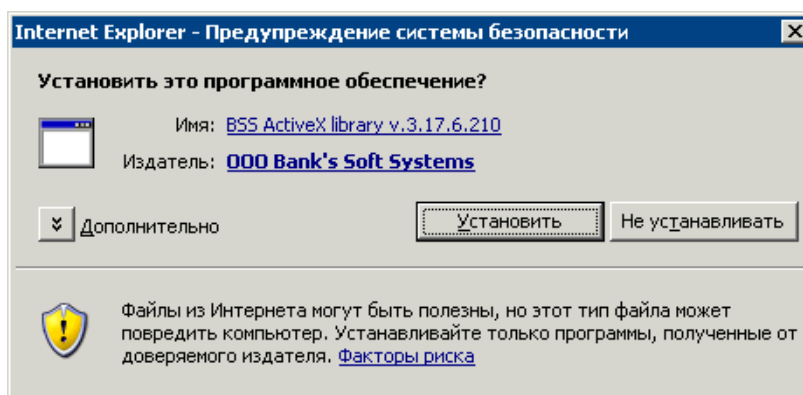 Internet Explorer - Предупреждение системы безопасности
Установить это программное обеспечение?
Имя: BSS ActiveX library v.3.17.6.210
Издатель: OOO Bank's Soft Systems
Дополнительно
Установить
Не устанавливать
Файлы из Интернета могут быть полезны, но этот тип файла может
повредить компьютер. Устанавливайте только программы, полученные от
доверяемого издателя. Факторы риска